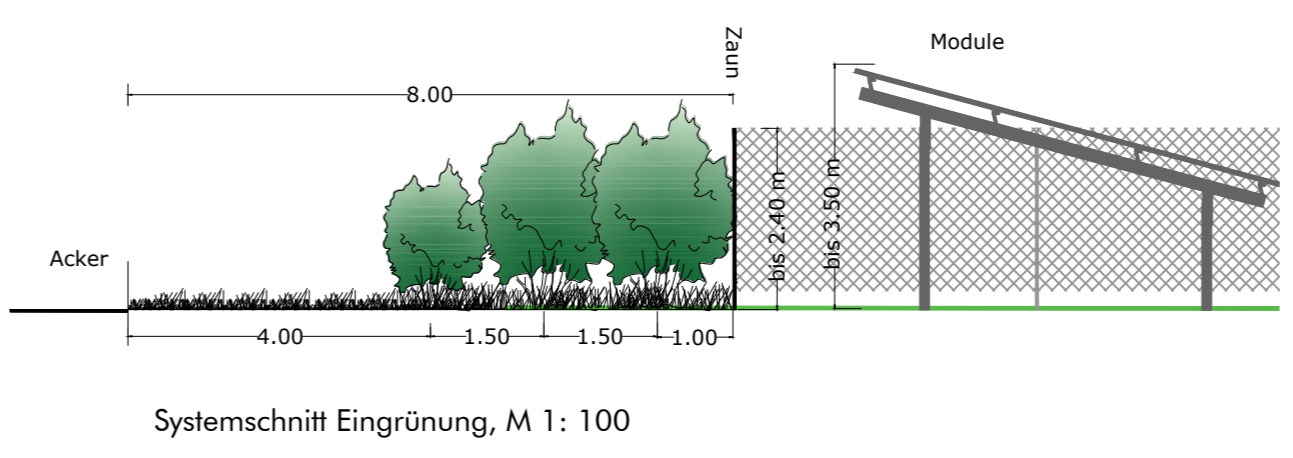 Zaun
Module
8.00
bis 2.40 m
bis 3.50 m
Acker
4.00
1.50
1.50
1.00
Systemschnitt Eingrünung, M 1: 100